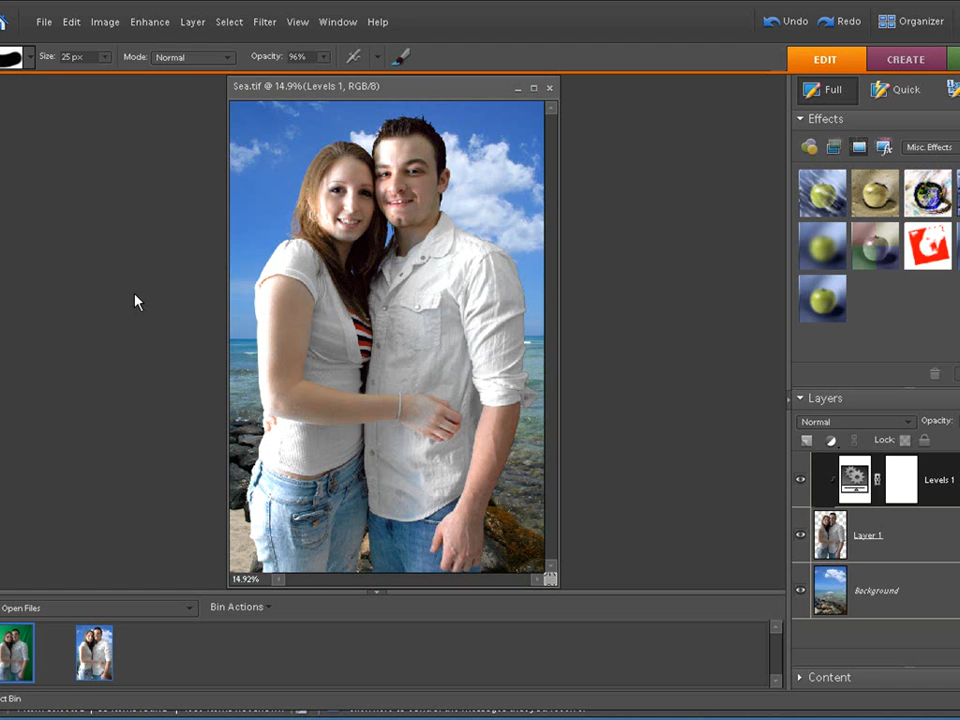 File Edit Image Enhance Layer Select Filter View Window Help Undo Redo Organizer
Size: 25 px Mode: Normal Opacity: 96%
EDIT CREATE
Sea.tif @ 14.9%(Levels 1, RGB/8)
Full Quick
Effects
Misc. Effects
Layers
Normal Opacity:
Lock:
Levels 1
Layer 1
Background
14.92%
Open Files Bin Actions
Content
ct Bin